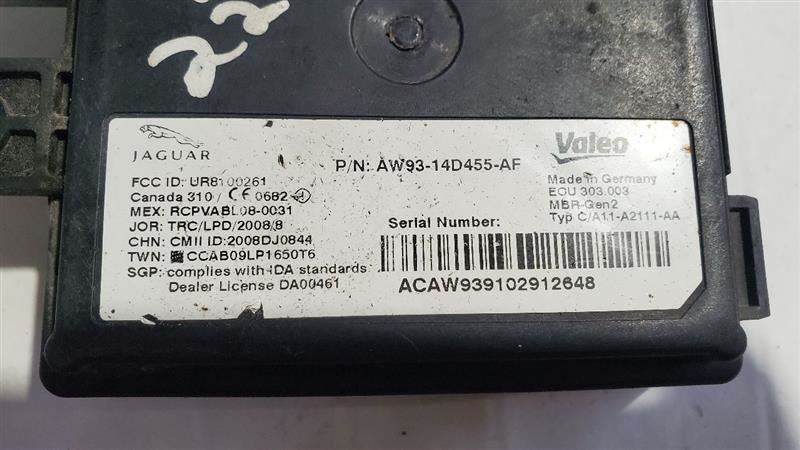 JAGUAR
P/N: AW93-14D455-AF
Valeo
FCC ID: UR8100261
Canada 310 / CE 0682
MEX: RCPVABL08-0031
JOR: TRC/LPD/2008/8
CHN: CMII ID:2008DJ0844
TWN: CCAB09LP1650T6
SGP: complies with IDA standards
Dealer License DA00461
Made in Germany
ECU 303.003
MBR-Gen2
Typ C/A11-A2111-AA
Serial Number:
ACAW939102912648